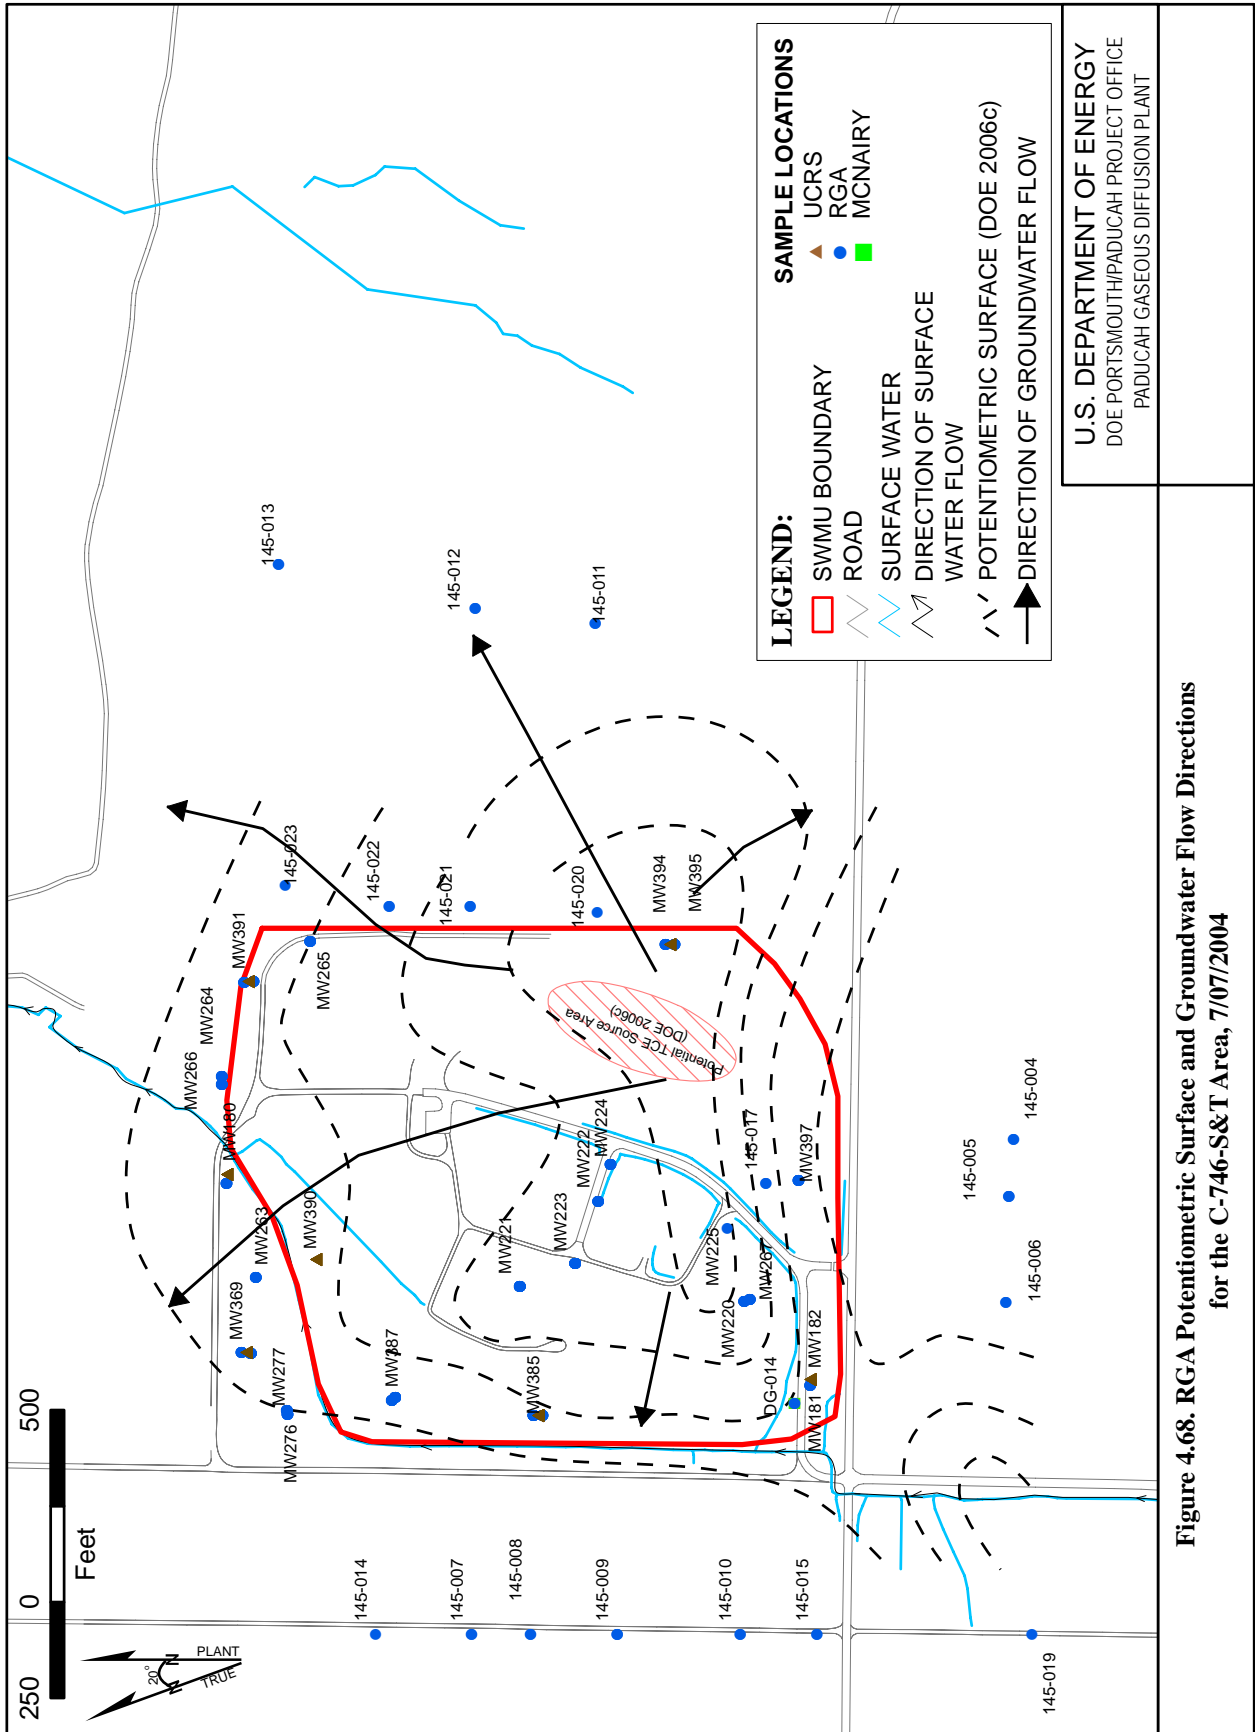 250 0 500
Feet
20°
N
N
PLANT
TRUE
145-013
145-012
145-011
145-023
145-022
145-021
145-020
MW391
MW265
MW264
MW266
MW180
MW394
MW395
Potential TCE Source Area
(DOE 2006c)
MW263
MW390
MW369
MW277
MW276
MW387
MW385
MW221
MW223
MW222
MW224
MW225
MW220
MW267
145-017
MW397
DG-014
MW182
MW181
145-004
145-005
145-006
145-014
145-007
145-008
145-009
145-010
145-015
145-019
LEGEND:
SWMU BOUNDARY
ROAD
SURFACE WATER
DIRECTION OF SURFACE
WATER FLOW
POTENTIOMETRIC SURFACE (DOE 2006c)
DIRECTION OF GROUNDWATER FLOW
SAMPLE LOCATIONS
UCRS
RGA
MCNAIRY
U.S. DEPARTMENT OF ENERGY
DOE PORTSMOUTH/PADUCAH PROJECT OFFICE
PADUCAH GASEOUS DIFFUSION PLANT
Figure 4.68. RGA Potentiometric Surface and Groundwater Flow Directions
for the C-746-S&T Area, 7/07/2004